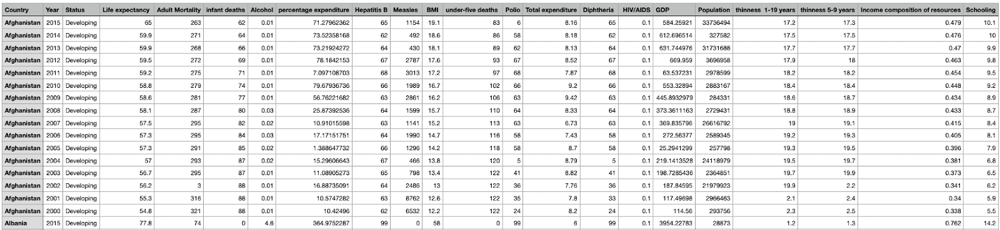 Country Year Status Life expectancy Adult Mortality infant deaths Alcohol percentage expenditure Hepatitis B Measles BMI under-five deaths Polio Total expenditure Diphtheria HIV/AIDS GDP Population thinness 1-19 years thinness 5-9 years Income composition of resources Schooling
Afghanistan 2015 Developing 65 263 62 0.01 71.27962362 65 1154 19.1 83 6 8.16 65 0.1 584.25921 33736494 17.2 17.3 0.479 10.1
Afghanistan 2014 Developing 59.9 271 64 0.01 73.52358168 62 492 18.6 86 58 8.18 62 0.1 612.696514 327582 17.5 17.5 0.476 10
Afghanistan 2013 Developing 59.9 268 66 0.01 73.21924272 64 430 18.1 89 62 8.13 64 0.1 631.744976 31731688 17.7 17.7 0.47 9.9
Afghanistan 2012 Developing 59.5 272 69 0.01 78.1842153 67 2787 17.6 93 67 8.52 67 0.1 669.959 3696958 17.9 18 0.463 9.8
Afghanistan 2011 Developing 59.2 275 71 0.01 7.097108703 68 3013 17.2 97 68 7.87 68 0.1 63.537231 2978599 18.2 18.2 0.454 9.5
Afghanistan 2010 Developing 58.8 279 74 0.01 79.67936736 66 1989 16.7 102 66 9.2 66 0.1 553.32894 2883167 18.4 18.4 0.448 9.2
Afghanistan 2009 Developing 58.6 281 77 0.01 56.76221682 63 2861 16.2 106 63 9.42 63 0.1 445.8932979 284331 18.6 18.7 0.434 8.9
Afghanistan 2008 Developing 58.1 287 80 0.03 25.87392536 64 1599 15.7 110 64 8.33 64 0.1 373.3611163 2729431 18.8 18.9 0.433 8.7
Afghanistan 2007 Developing 57.5 295 82 0.02 10.91015598 63 1141 15.2 113 63 6.73 63 0.1 369.835796 26616792 19 19.1 0.415 8.4
Afghanistan 2006 Developing 57.3 295 84 0.03 17.17151751 64 1990 14.7 116 58 7.43 58 0.1 272.56377 2589345 19.2 19.3 0.405 8.1
Afghanistan 2005 Developing 57.3 291 85 0.02 1.388647732 66 1296 14.2 118 58 8.7 58 0.1 25.2941299 257798 19.3 19.5 0.396 7.9
Afghanistan 2004 Developing 57 293 87 0.02 15.29606643 67 466 13.8 120 5 8.79 5 0.1 219.1413528 24118979 19.5 19.7 0.381 6.8
Afghanistan 2003 Developing 56.7 295 87 0.01 11.08905273 65 798 13.4 122 41 8.82 41 0.1 198.7285436 2364851 19.7 19.9 0.373 6.5
Afghanistan 2002 Developing 56.2 3 88 0.01 16.88735091 64 2486 13 122 36 7.76 36 0.1 187.84595 21979923 19.9 2.2 0.341 6.2
Afghanistan 2001 Developing 55.3 316 88 0.01 10.5747282 63 8762 12.6 122 35 7.8 33 0.1 117.49698 2966463 2.1 2.4 0.34 5.9
Afghanistan 2000 Developing 54.8 321 88 0.01 10.42496 62 6532 12.2 122 24 8.2 24 0.1 114.56 293756 2.3 2.5 0.338 5.5
Albania 2015 Developing 77.8 74 0 4.6 364.9752287 99 0 58 0 99 6 99 0.1 3954.22783 28873 1.2 1.3 0.762 14.2